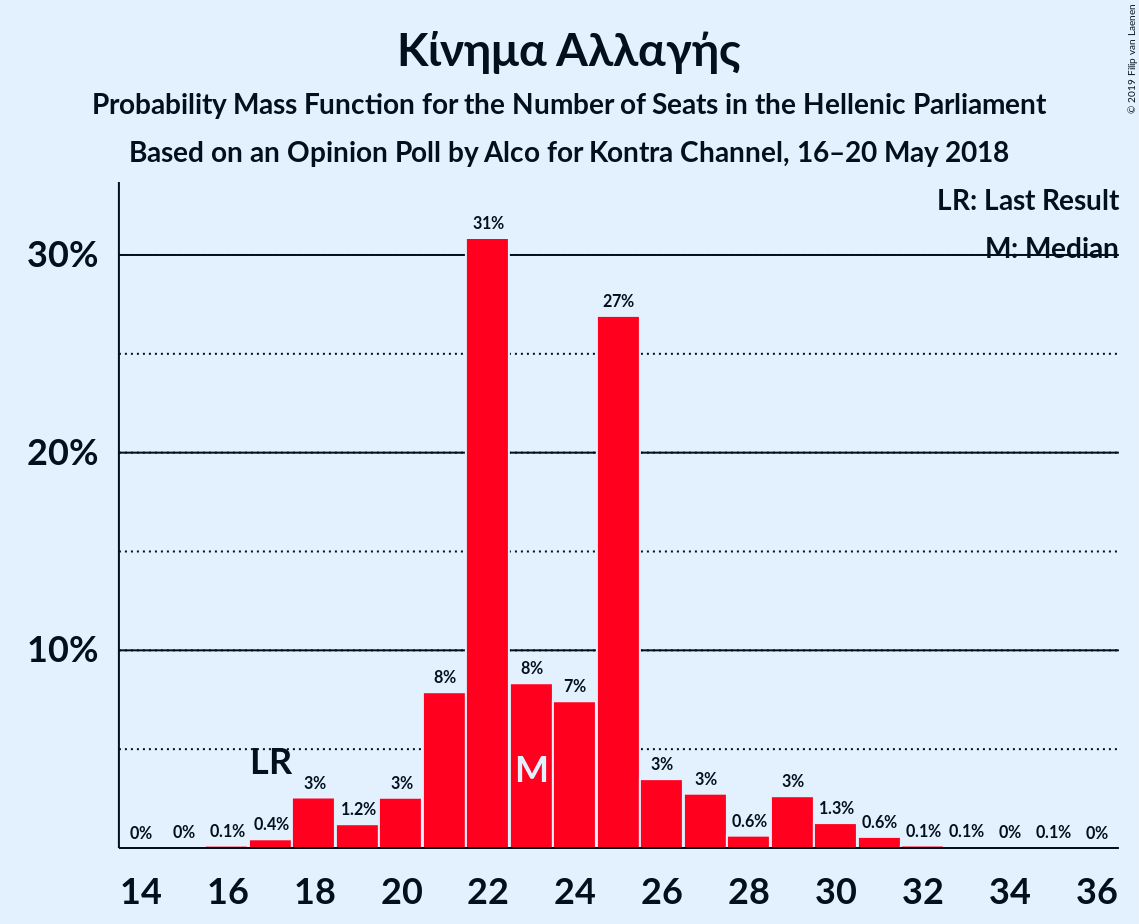 Κίνημα Αλλαγής
Probability Mass Function for the Number of Seats in the Hellenic Parliament
Based on an Opinion Poll by Alco for Kontra Channel, 16–20 May 2018
© 2019 Filip van Laenen
LR: Last Result
M: Median
30%
20%
10%
0%
0%
0.1%
0.4%
3%
1.2%
3%
8%
31%
8%
7%
27%
3%
3%
0.6%
3%
1.3%
0.6%
0.1%
0.1%
0%
0.1%
0%
LR
M
14 16 18 20 22 24 26 28 30 32 34 36